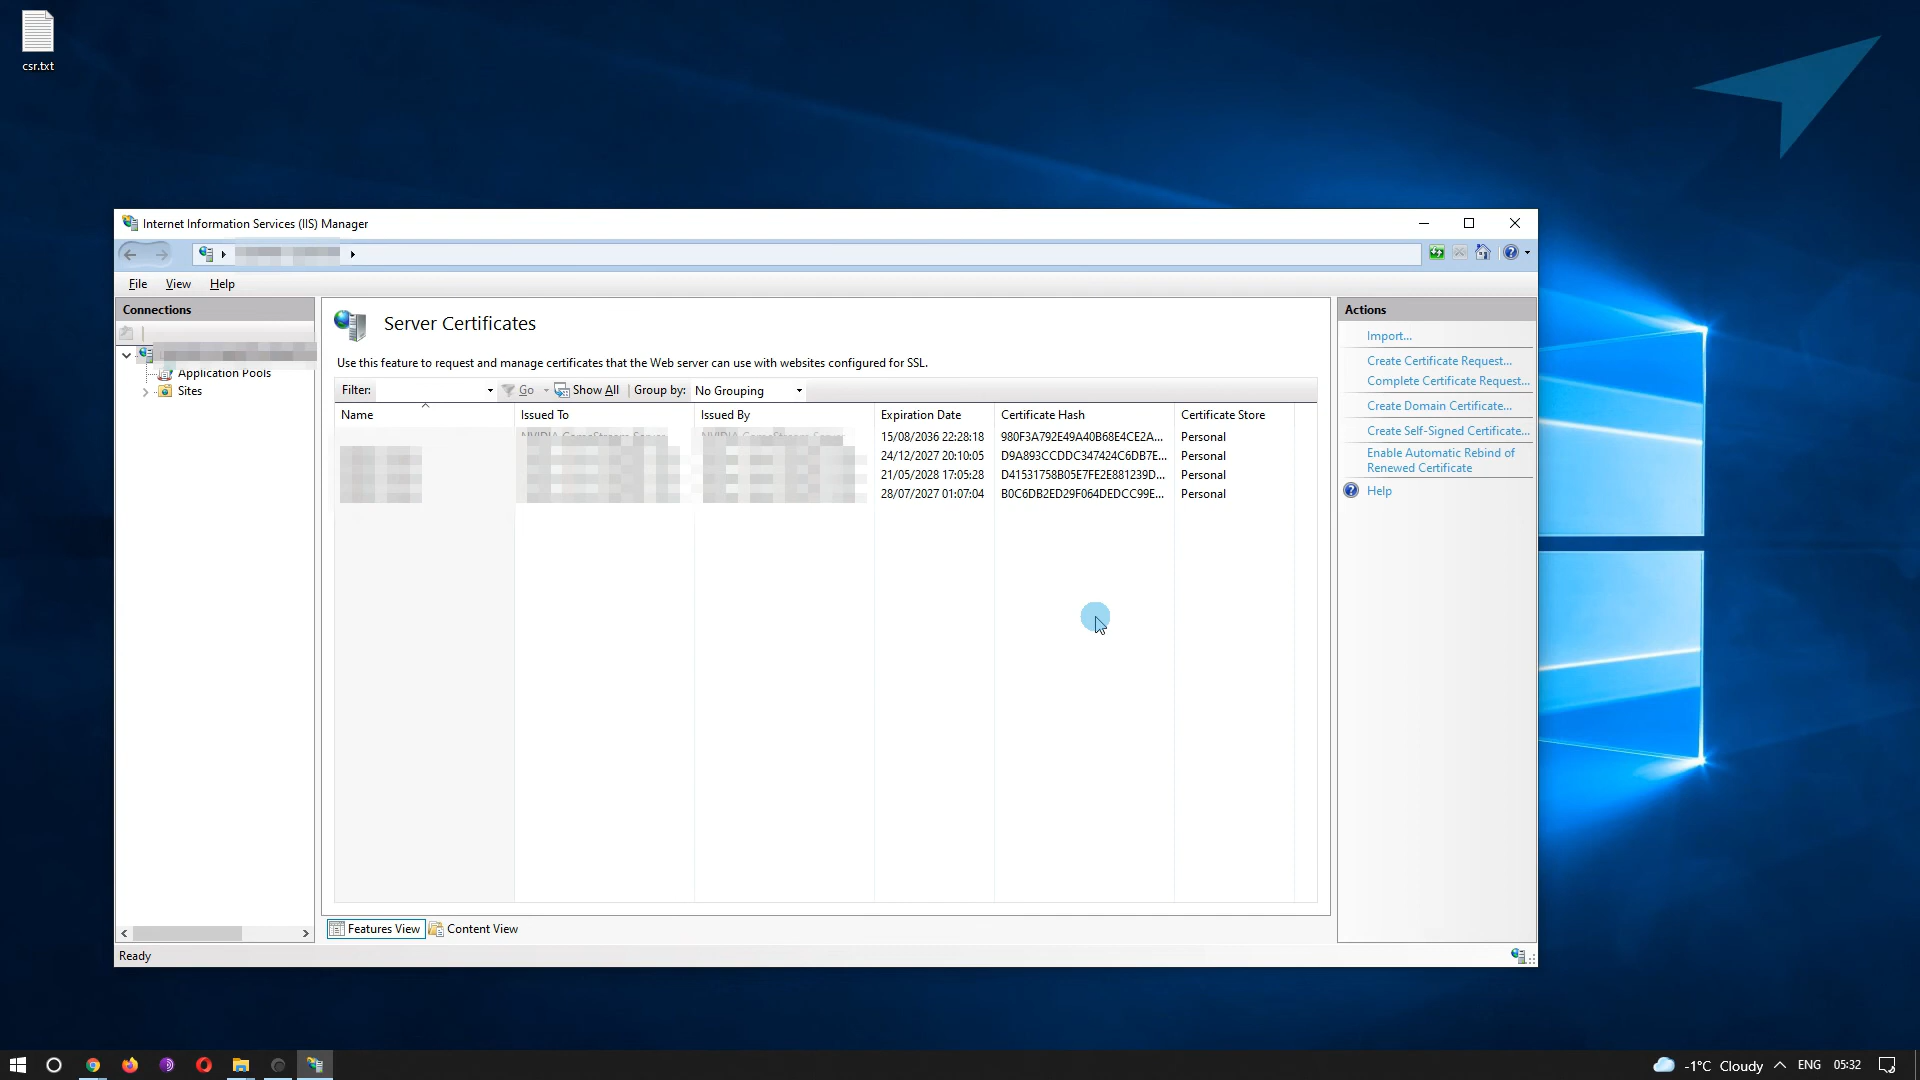 csr.txt
Internet Information Services (IIS) Manager
File View Help
Connections
Application Pools
Sites
Server Certificates
Use this feature to request and manage certificates that the Web server can use with websites configured for SSL.
Filter: Go Show All Group by: No Grouping
Name Issued To Issued By Expiration Date Certificate Hash Certificate Store
15/08/2036 22:28:18 980F3A792E49A40B68E4CE2A... Personal
24/12/2027 20:10:05 D9A893CCDDC347424C6DB7E... Personal
21/05/2028 17:05:28 D41531758B05E7FE2E881239D... Personal
28/07/2027 01:07:04 B0C6DB2ED29F064DEDCC99E... Personal
Actions
Import...
Create Certificate Request...
Complete Certificate Request...
Create Domain Certificate...
Create Self-Signed Certificate...
Enable Automatic Rebind of
Renewed Certificate
Help
Features View Content View
Ready
-1°C Cloudy ENG 05:32